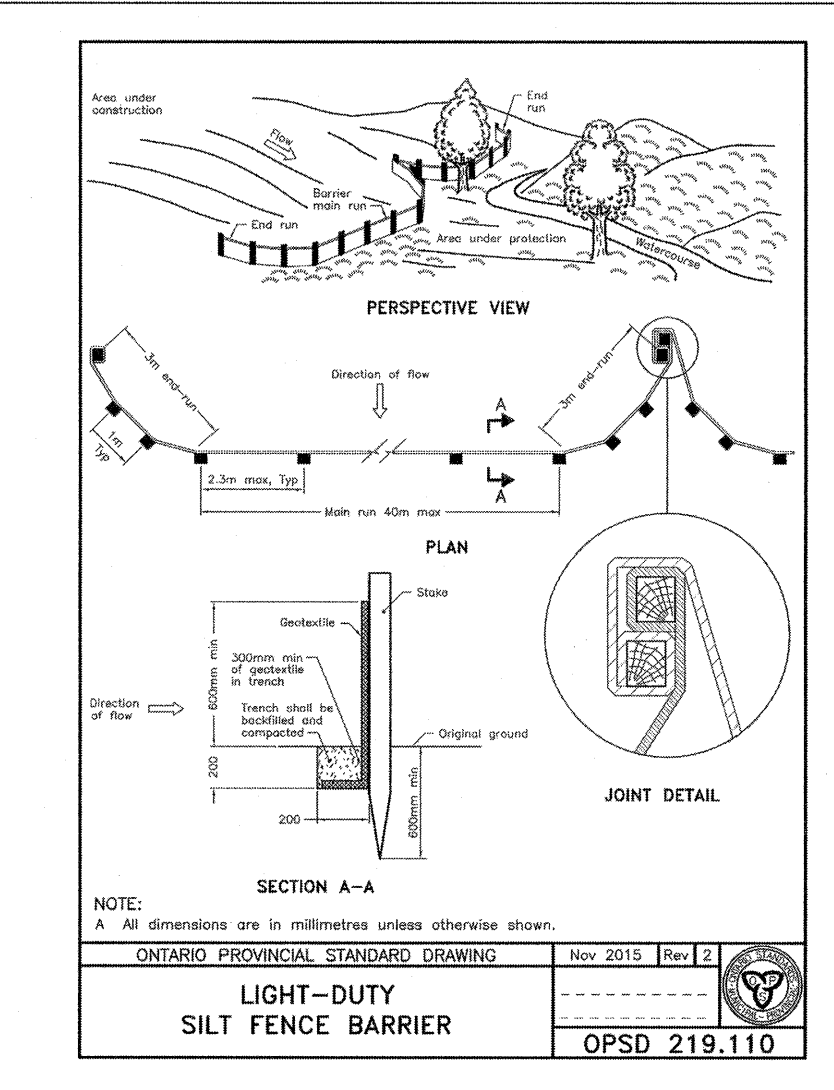 Area under
construction
End
run
Flow
Barrier
main run
End run
Area under protection
Watercourse
PERSPECTIVE VIEW
3m end-run
Direction of flow
3m end-run
A
1m
Typ
2.3m max, Typ
A
Main run 40m max
PLAN
Stake
Geotextile
600mm min
300mm min
of geotextile
in trench
Direction
of flow
Trench shall be
backfilled and
compacted
Original ground
200
200
600mm min
JOINT DETAIL
SECTION A-A
NOTE:
A All dimensions are in millimetres unless otherwise shown.
ONTARIO PROVINCIAL STANDARD DRAWING
Nov 2015 Rev 2
LIGHT-DUTY
SILT FENCE BARRIER
OPS
OPSD 219.110